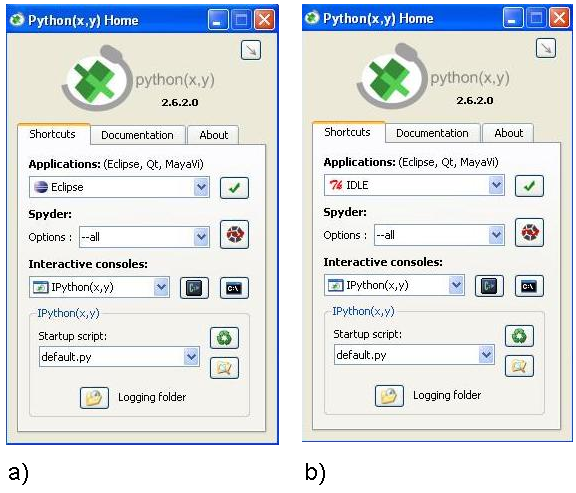 Python(x,y) Home
python(x,y)
2.6.2.0
Shortcuts Documentation About
Applications: (Eclipse, Qt, MayaVi)
Eclipse
Spyder:
Options : --all
Interactive consoles:
IPython(x,y) C:\
IPython(x,y)
Startup script:
default.py
Logging folder
a)
Python(x,y) Home
python(x,y)
2.6.2.0
Shortcuts Documentation About
Applications: (Eclipse, Qt, MayaVi)
IDLE
Spyder:
Options : --all
Interactive consoles:
IPython(x,y) C:\
IPython(x,y)
Startup script:
default.py
Logging folder
b)